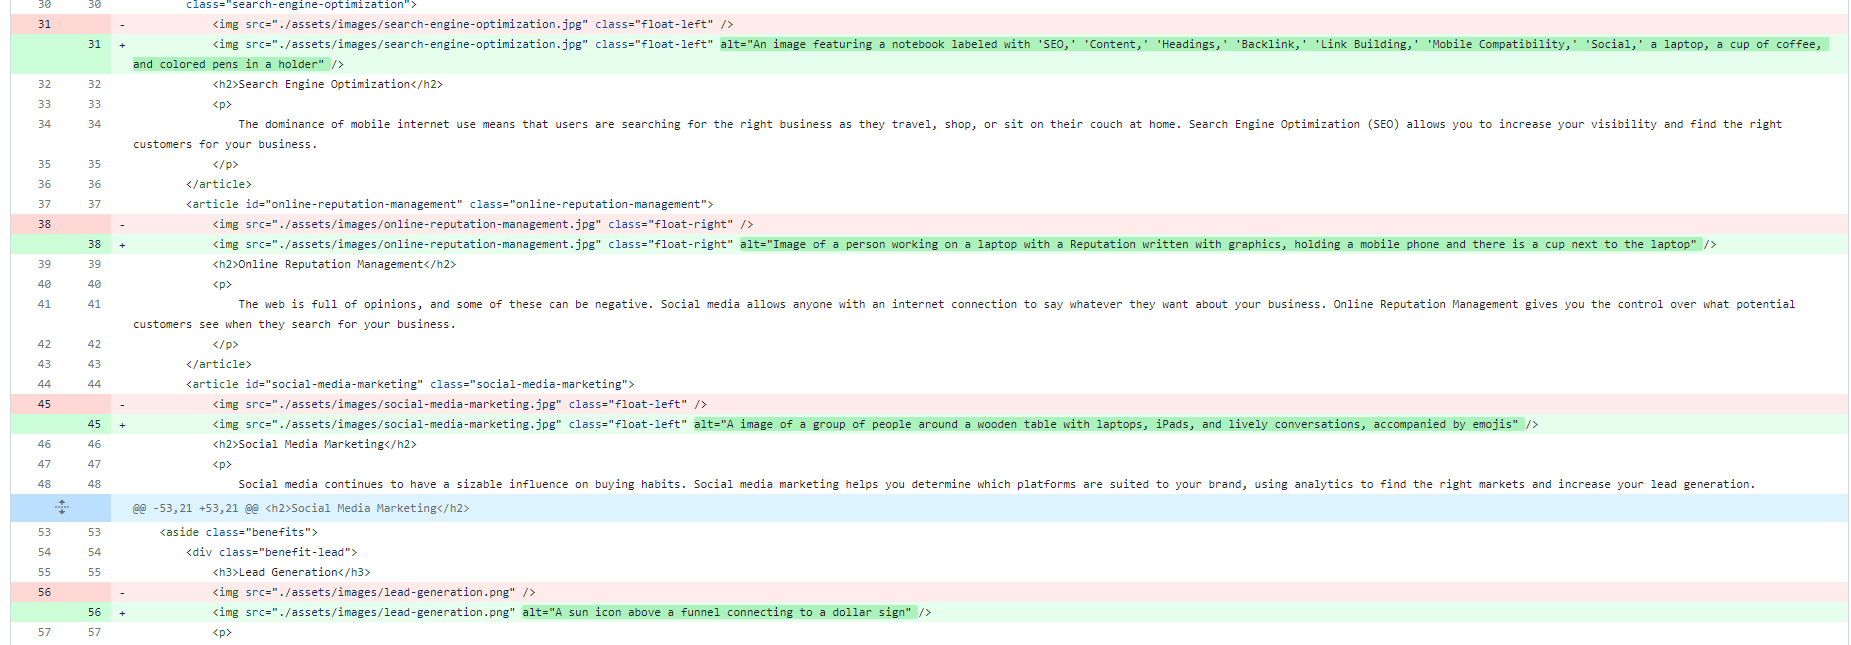 30 30 class="search-engine-optimization">
31 - <img src="./assets/images/search-engine-optimization.jpg" class="float-left" />
31 + <img src="./assets/images/search-engine-optimization.jpg" class="float-left" alt="An image featuring a notebook labeled with 'SEO,' 'Content,' 'Headings,' 'Backlink,' 'Link Building,' 'Mobile Compatibility,' 'Social,' a laptop, a cup of coffee,
and colored pens in a holder" />
32 32 <h2>Search Engine Optimization</h2>
33 33 <p>
34 34 The dominance of mobile internet use means that users are searching for the right business as they travel, shop, or sit on their couch at home. Search Engine Optimization (SEO) allows you to increase your visibility and find the right
customers for your business.
35 35 </p>
36 36 </article>
37 37 <article id="online-reputation-management" class="online-reputation-management">
38 - <img src="./assets/images/online-reputation-management.jpg" class="float-right" />
38 + <img src="./assets/images/online-reputation-management.jpg" class="float-right" alt="Image of a person working on a laptop with a Reputation written with graphics, holding a mobile phone and there is a cup next to the laptop" />
39 39 <h2>Online Reputation Management</h2>
40 40 <p>
41 41 The web is full of opinions, and some of these can be negative. Social media allows anyone with an internet connection to say whatever they want about your business. Online Reputation Management gives you the control over what potential
customers see when they search for your business.
42 42 </p>
43 43 </article>
44 44 <article id="social-media-marketing" class="social-media-marketing">
45 - <img src="./assets/images/social-media-marketing.jpg" class="float-left" />
45 + <img src="./assets/images/social-media-marketing.jpg" class="float-left" alt="A image of a group of people around a wooden table with laptops, iPads, and lively conversations, accompanied by emojis" />
46 46 <h2>Social Media Marketing</h2>
47 47 <p>
48 48 Social media continues to have a sizable influence on buying habits. Social media marketing helps you determine which platforms are suited to your brand, using analytics to find the right markets and increase your lead generation.
@@ -53,21 +53,21 @@ <h2>Social Media Marketing</h2>
53 53 <aside class="benefits">
54 54 <div class="benefit-lead">
55 55 <h3>Lead Generation</h3>
56 - <img src="./assets/images/lead-generation.png" />
56 + <img src="./assets/images/lead-generation.png" alt="A sun icon above a funnel connecting to a dollar sign" />
57 57 <p>